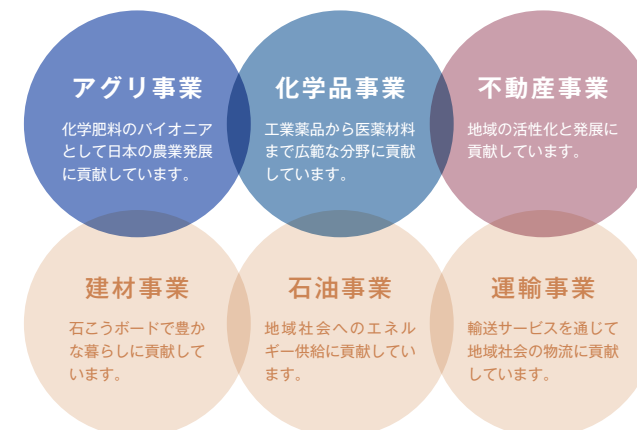 アグリ事業
化学肥料のパイオニア
として日本の農業発展
に貢献しています。
化学品事業
工業薬品から医薬材料
まで広範な分野に貢献
しています。
不動産事業
地域の活性化と発展に
貢献しています。
建材事業
石こうボードで豊か
な暮らしに貢献して
います。
石油事業
地域社会へのエネル
ギー供給に貢献してい
ます。
運輸事業
輸送サービスを通じて
地域社会の物流に貢献
しています。